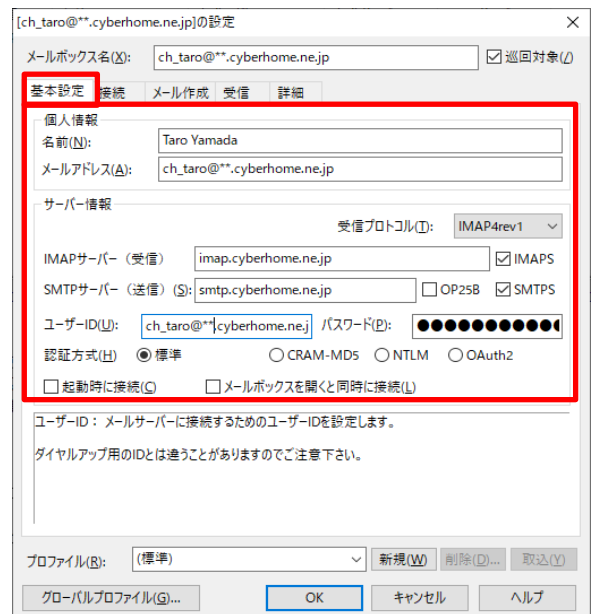 [ch_taro@**.cyberhome.ne.jp]の設定
メールボックス名(X): ch_taro@**.cyberhome.ne.jp 巡回対象(/)
基本設定 接続 メール作成 受信 詳細
個人情報
名前(N): Taro Yamada
メールアドレス(A): ch_taro@**.cyberhome.ne.jp
サーバー情報
受信プロトコル(T): IMAP4rev1
IMAPサーバー（受信） imap.cyberhome.ne.jp IMAPS
SMTPサーバー（送信）(S): smtp.cyberhome.ne.jp OP25B SMTPS
ユーザーID(U): ch_taro@**.cyberhome.ne.j パスワード(P): ●●●●●●●●●●●●
認証方式(H) 標準 CRAM-MD5 NTLM OAuth2
起動時に接続(C) メールボックスを開くと同時に接続(L)
ユーザーID： メールサーバーに接続するためのユーザーIDを設定します。
ダイヤルアップ用のIDとは違うことがありますのでご注意下さい。
プロファイル(R): (標準) 新規(W) 削除(D)... 取込(Y)
グローバルプロファイル(G)... OK キャンセル ヘルプ